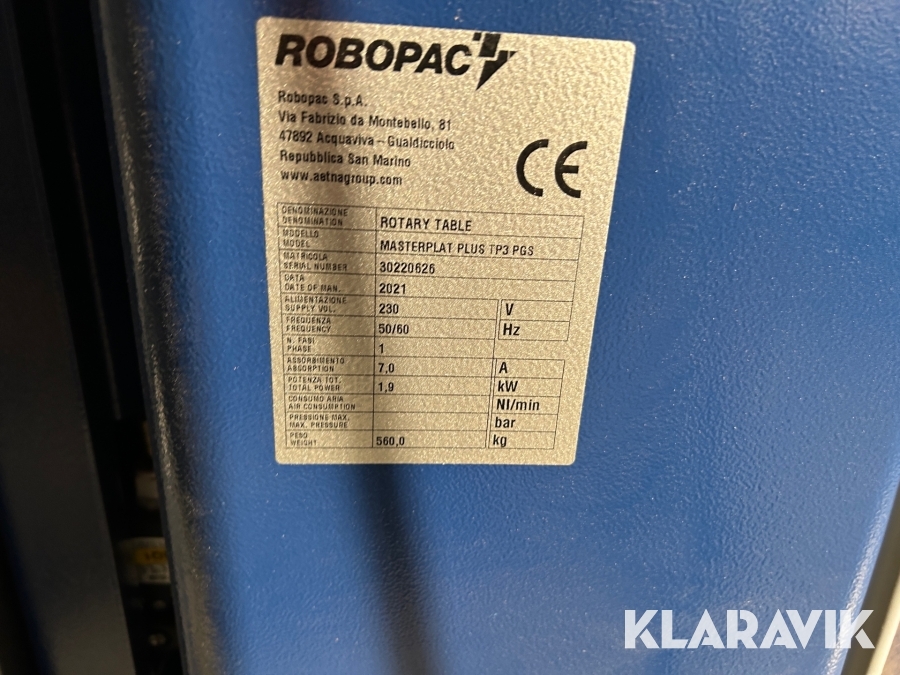 ROBOPAC
Robopac S.p.A.
Via Fabrizio da Montebello, 81
47892 Acquaviva - Gualdicciolo
Repubblica San Marino
www.aetnagroup.com
CE
DENOMINAZIONE
DENOMINATION
ROTARY TABLE
MODELLO
MODEL
MASTERPLAT PLUS TP3 PGS
MATRICOLA
SERIAL NUMBER
30220626
DATA
DATE OF MAN.
2021
ALIMENTAZIONE
SUPPLY VOL.
230 V
FREQUENZA
FREQUENCY
50/60 Hz
N. FASI
PHASE
1
ASSORBIMENTO
ABSORPTION
7,0 A
POTENZA TOT.
TOTAL POWER
1,9 kW
CONSUMO ARIA
AIR CONSUMPTION
Nl/min
PRESSIONE MAX.
MAX. PRESSURE
bar
PESO
WEIGHT
560,0 kg
KLARAVIK